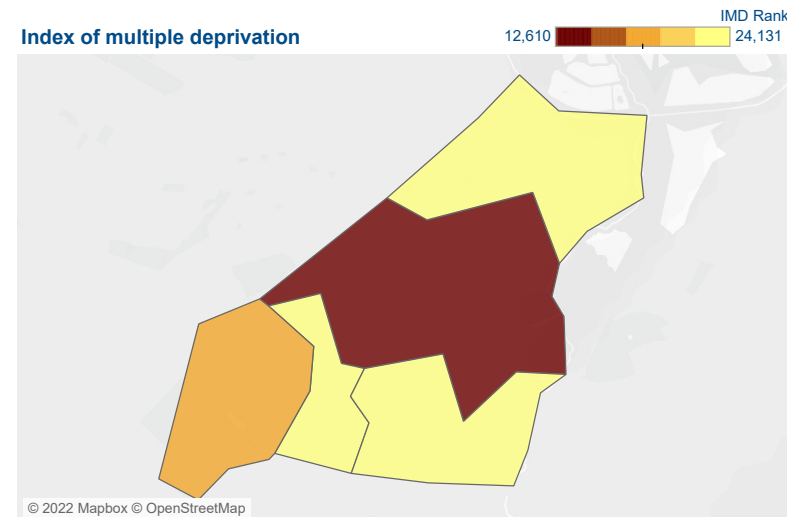 IMD Rank
Index of multiple deprivation
12,610 24,131
© 2022 Mapbox © OpenStreetMap